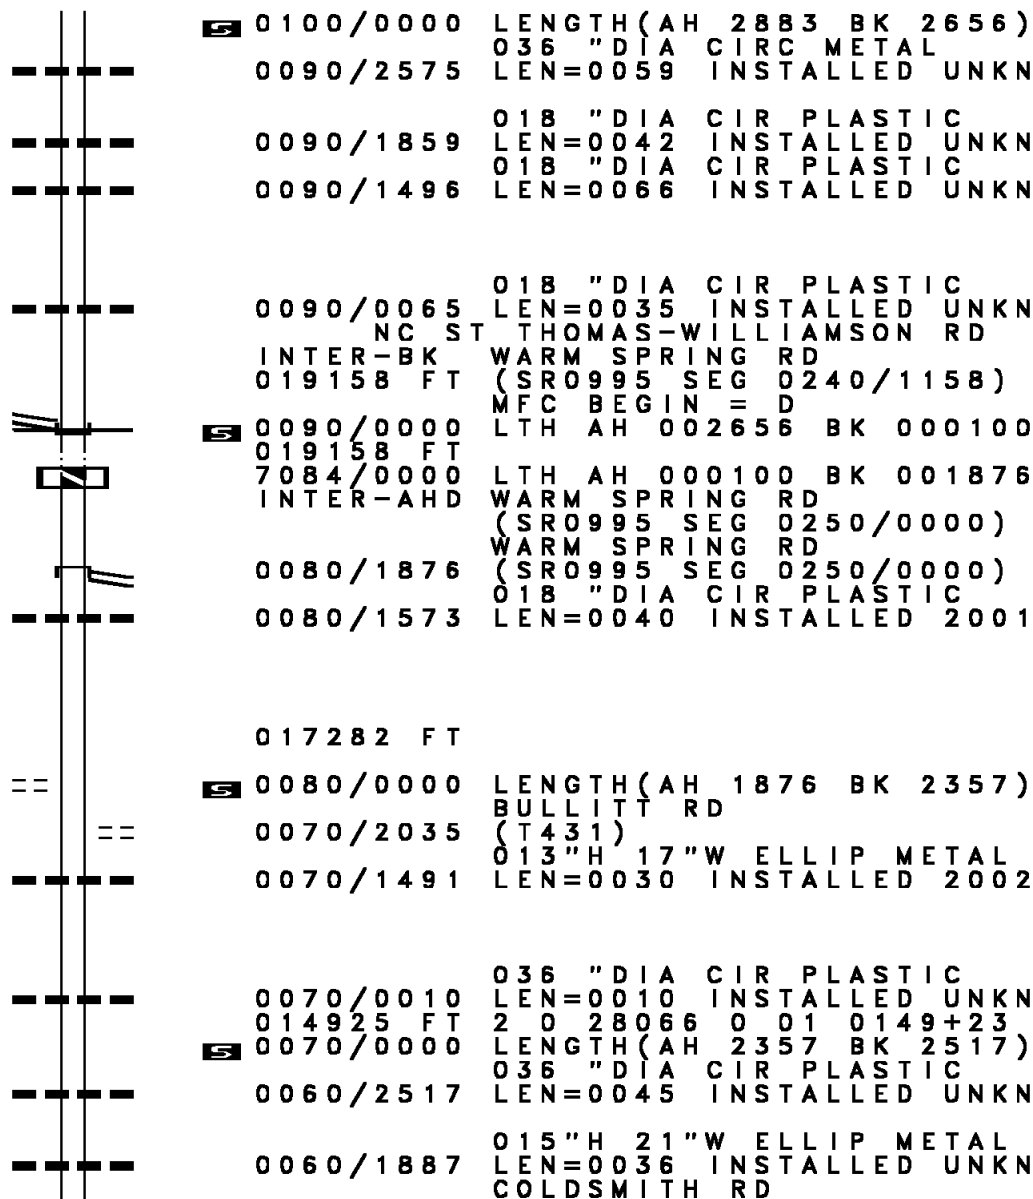 S 0100/0000 LENGTH(AH 2883 BK 2656)
036 "DIA CIRC METAL
0090/2575 LEN=0059 INSTALLED UNKN
018 "DIA CIR PLASTIC
0090/1859 LEN=0042 INSTALLED UNKN
018 "DIA CIR PLASTIC
0090/1496 LEN=0066 INSTALLED UNKN
018 "DIA CIR PLASTIC
0090/0065 LEN=0035 INSTALLED UNKN
NC ST THOMAS-WILLIAMSON RD
INTER-BK WARM SPRING RD
019158 FT (SR0995 SEG 0240/1158)
MFC BEGIN = D
S 0090/0000 LTH AH 002656 BK 000100
019158 FT
7084/0000 LTH AH 000100 BK 001876
INTER-AHD WARM SPRING RD
(SR0995 SEG 0250/0000)
WARM SPRING RD
0080/1876 (SR0995 SEG 0250/0000)
018 "DIA CIR PLASTIC
0080/1573 LEN=0040 INSTALLED 2001
017282 FT
S 0080/0000 LENGTH(AH 1876 BK 2357)
BULLITT RD
0070/2035 (T431)
013"H 17"W ELLIP METAL
0070/1491 LEN=0030 INSTALLED 2002
036 "DIA CIR PLASTIC
0070/0010 LEN=0010 INSTALLED UNKN
014925 FT 2 0 28066 0 01 0149+23
S 0070/0000 LENGTH(AH 2357 BK 2517)
036 "DIA CIR PLASTIC
0060/2517 LEN=0045 INSTALLED UNKN
015"H 21"W ELLIP METAL
0060/1887 LEN=0036 INSTALLED UNKN
COLDSMITH RD